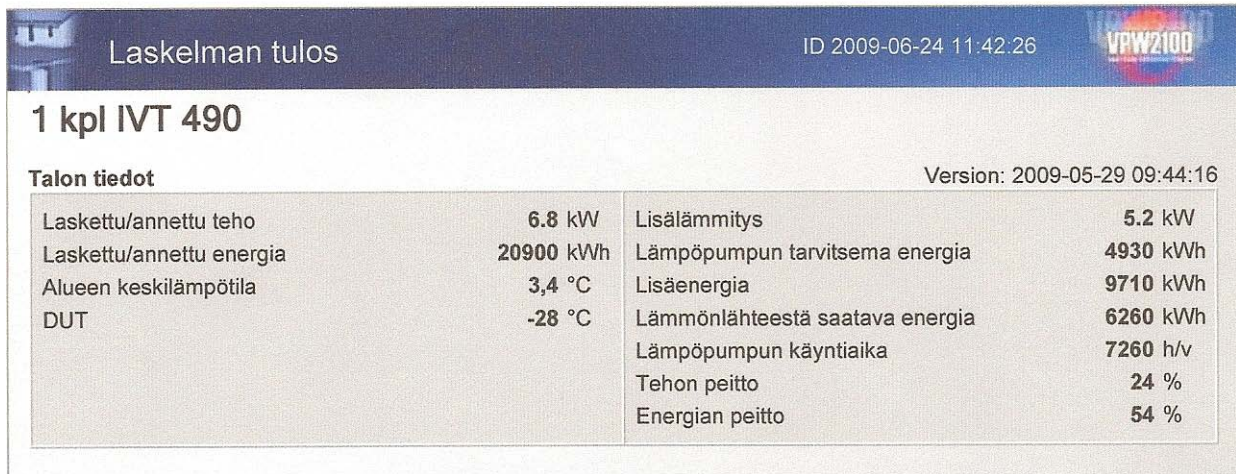 Laskelman tulos
ID 2009-06-24 11:42:26
VPW2100
1 kpl IVT 490
Talon tiedot
Version: 2009-05-29 09:44:16
Laskettu/annettu teho 6.8 kW
Laskettu/annettu energia 20900 kWh
Alueen keskilämpötila 3,4 °C
DUT -28 °C
Lisälämmitys 5.2 kW
Lämpöpumpun tarvitsema energia 4930 kWh
Lisäenergia 9710 kWh
Lämmönlähteestä saatava energia 6260 kWh
Lämpöpumpun käyntiaika 7260 h/v
Tehon peitto 24 %
Energian peitto 54 %